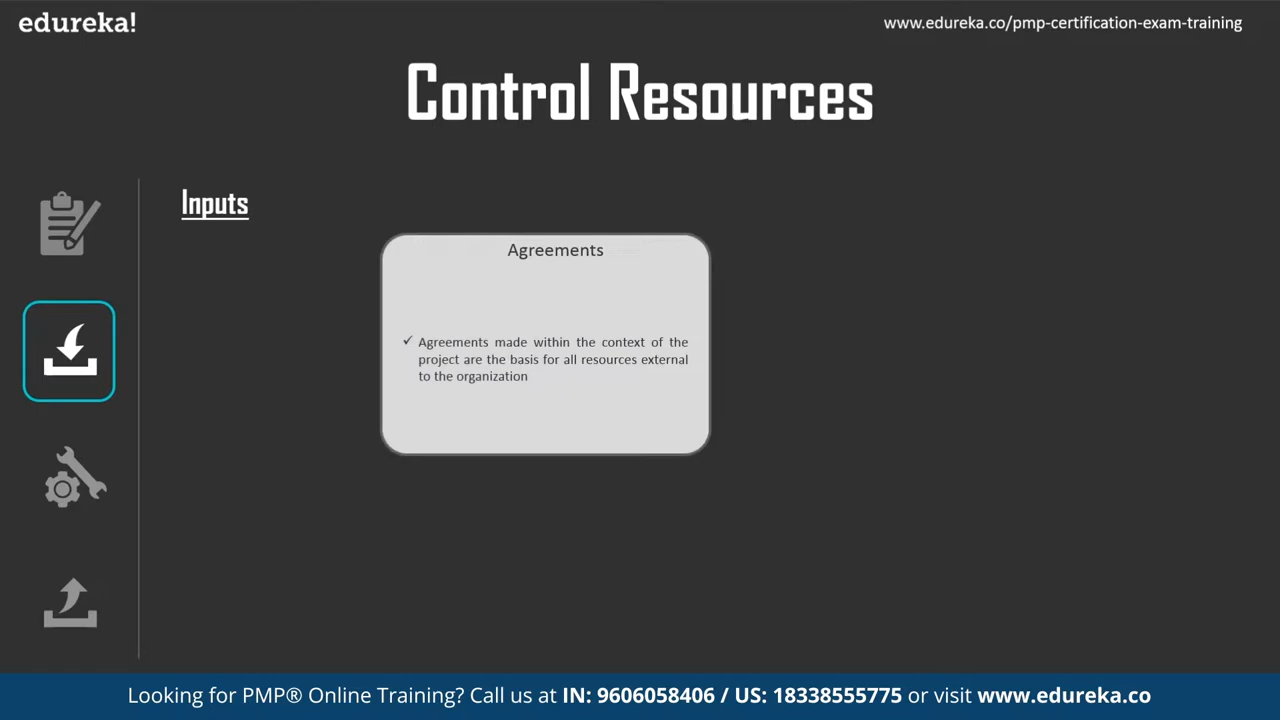 edureka!
www.edureka.co/pmp-certification-exam-training
Control Resources
Inputs
Agreements
✓ Agreements made within the context of the
project are the basis for all resources external
to the organization
Looking for PMP® Online Training? Call us at IN: 9606058406 / US: 18338555775 or visit www.edureka.co